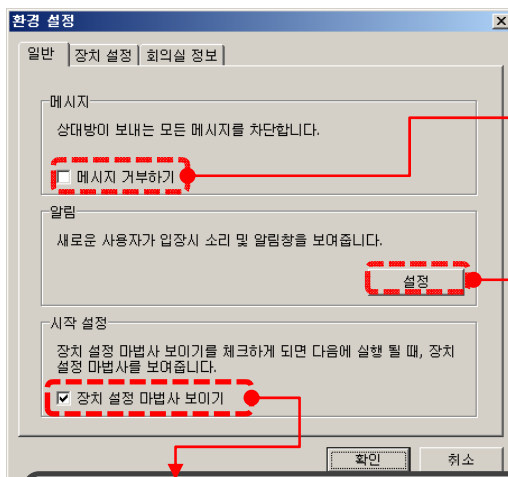 환경 설정
일반 장치 설정 회의실 정보
메시지
상대방이 보내는 모든 메시지를 차단합니다.
메시지 거부하기
알림
새로운 사용자가 입장시 소리 및 알림창을 보여줍니다.
설정
시작 설정
장치 설정 마법사 보이기를 체크하게 되면 다음에 실행 될 때, 장치
설정 마법사를 보여줍니다.
장치 설정 마법사 보이기
확인 취소